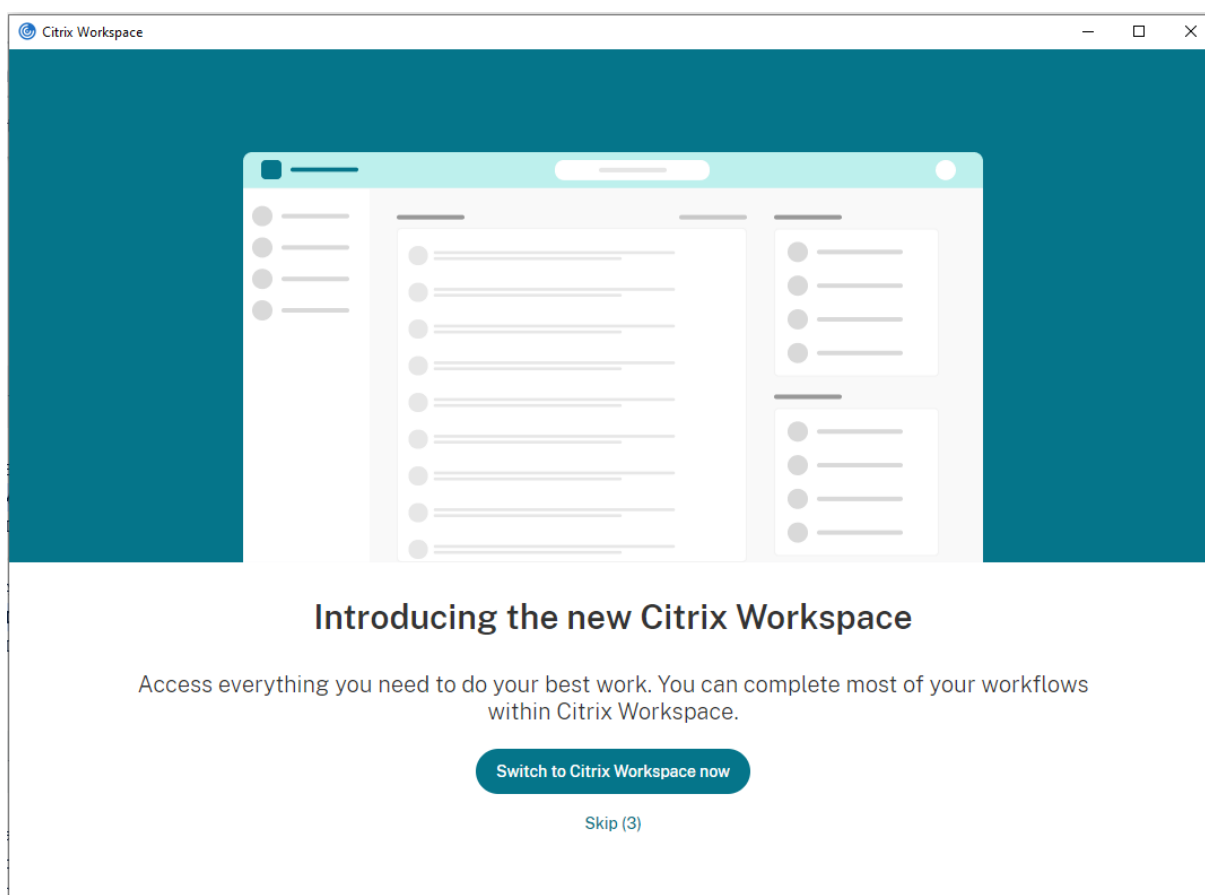 Citrix Workspace
Introducing the new Citrix Workspace
Access everything you need to do your best work. You can complete most of your workflows
within Citrix Workspace.
Switch to Citrix Workspace now
Skip (3)